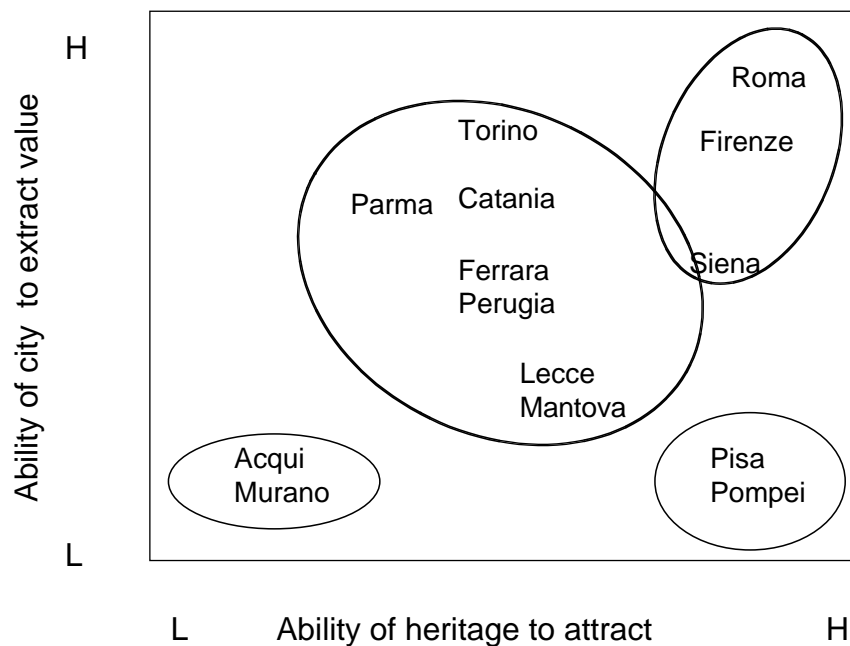 H
Ability of city to extract value
Roma
Torino
Firenze
Parma
Catania
Siena
Ferrara
Perugia
Lecce
Mantova
Acqui
Murano
Pisa
Pompei
L
L
Ability of heritage to attract
H